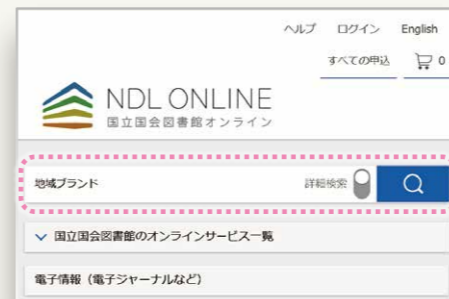 ヘルプ ログイン English
すべての申込 0
NDL ONLINE
国立国会図書館オンライン
地域ブランド 詳細検索
国立国会図書館のオンラインサービス一覧
電子情報（電子ジャーナルなど）